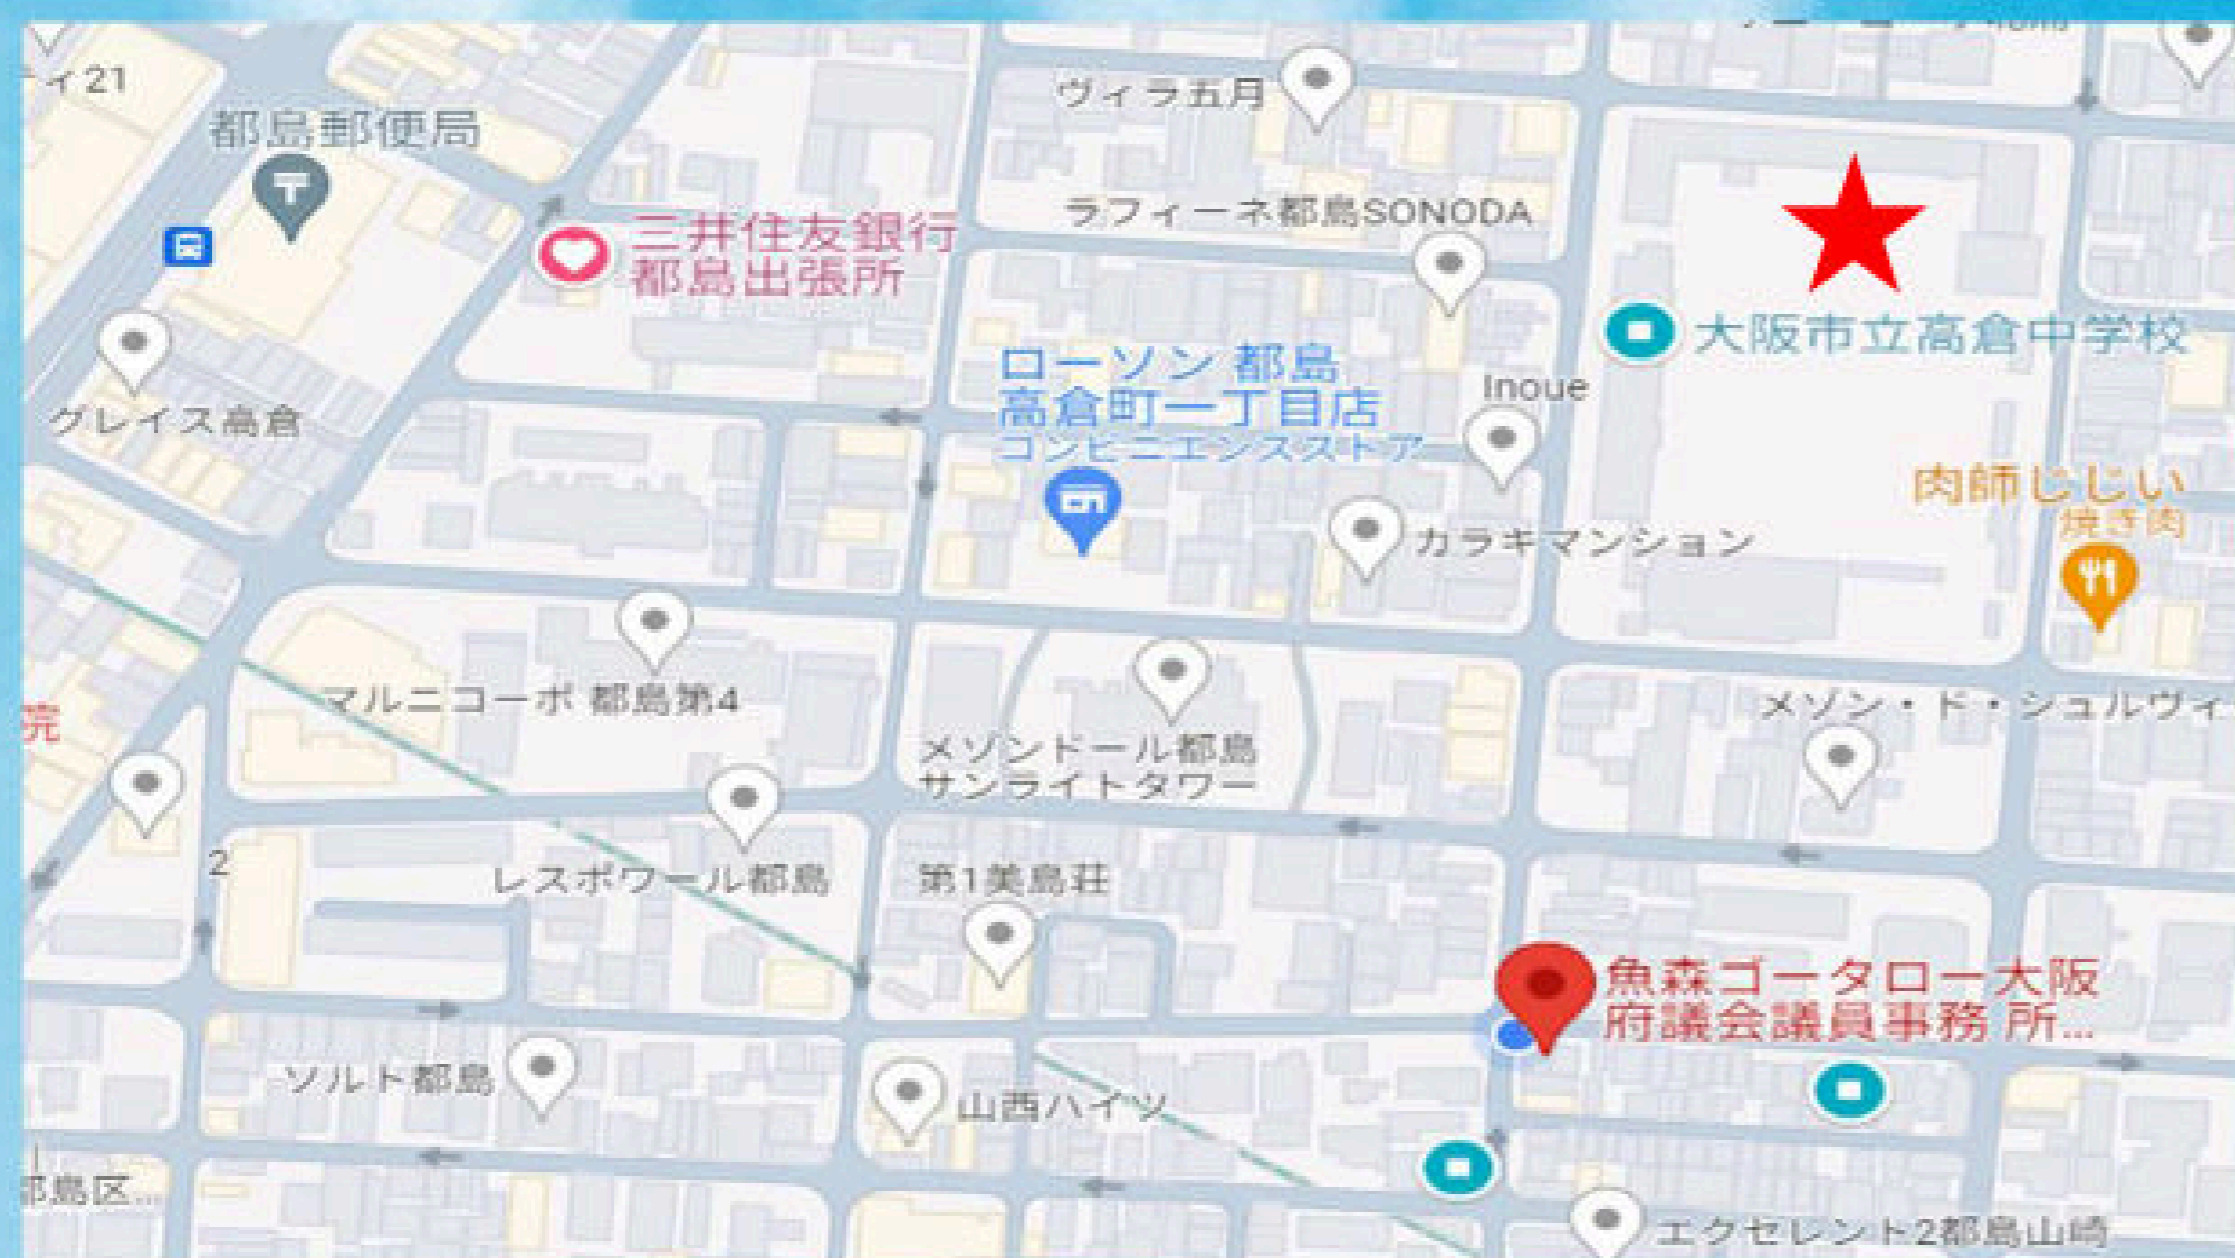 ィ21
都島郵便局
ヴィラ五月
三井住友銀行
都島出張所
ラフィーネ都島SONODA
大阪市立高倉中学校
ローソン 都島
高倉町一丁目店
コンビニエンスストア
Inoue
グレイス高倉
肉師じじい
焼き肉
カラキマンション
マルニコーポ 都島第4
メゾン・ド・シュルヴィ
メゾンドール都島
サンライトタワー
2
レスポワール都島
第1美島荘
魚森ゴータロー大阪
府議会議員事務 所...
ソルト都島
山西ハイツ
都島区...
エクセレント2都島山崎